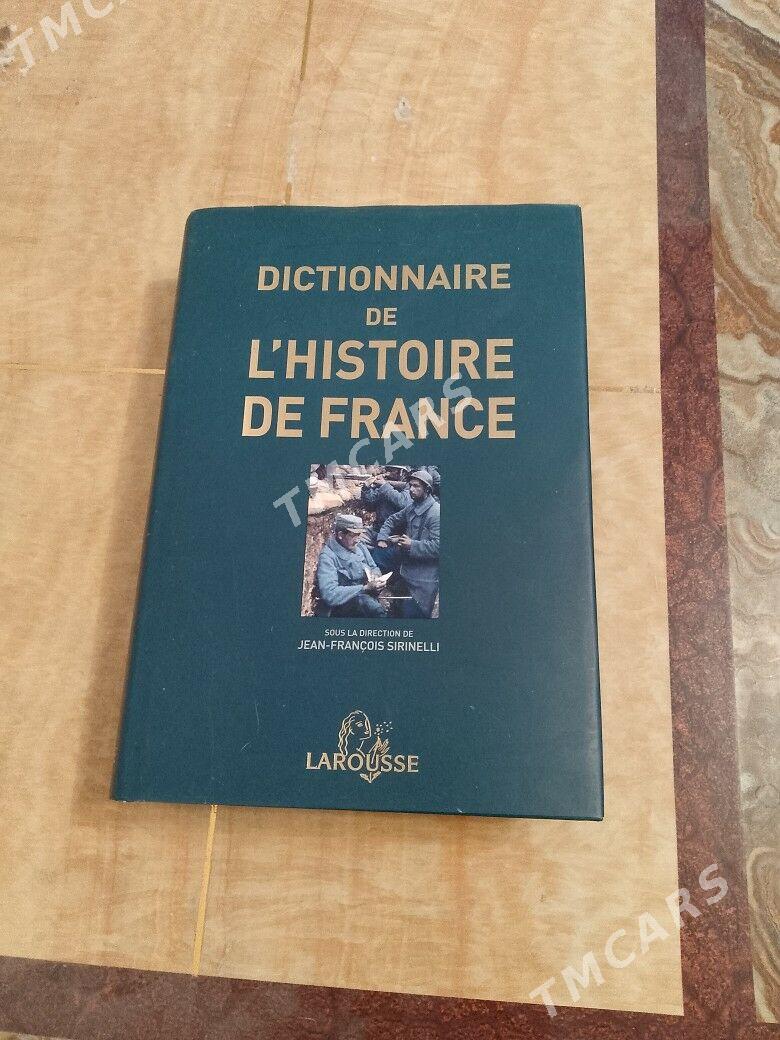 TMCARS
DICTIONNAIRE
DE
L'HISTOIRE
DE FRANCE
TMCARS
SOUS LA DIRECTION DE
JEAN-FRANÇOIS SIRINELLI
LAROUSSE
TMCARS